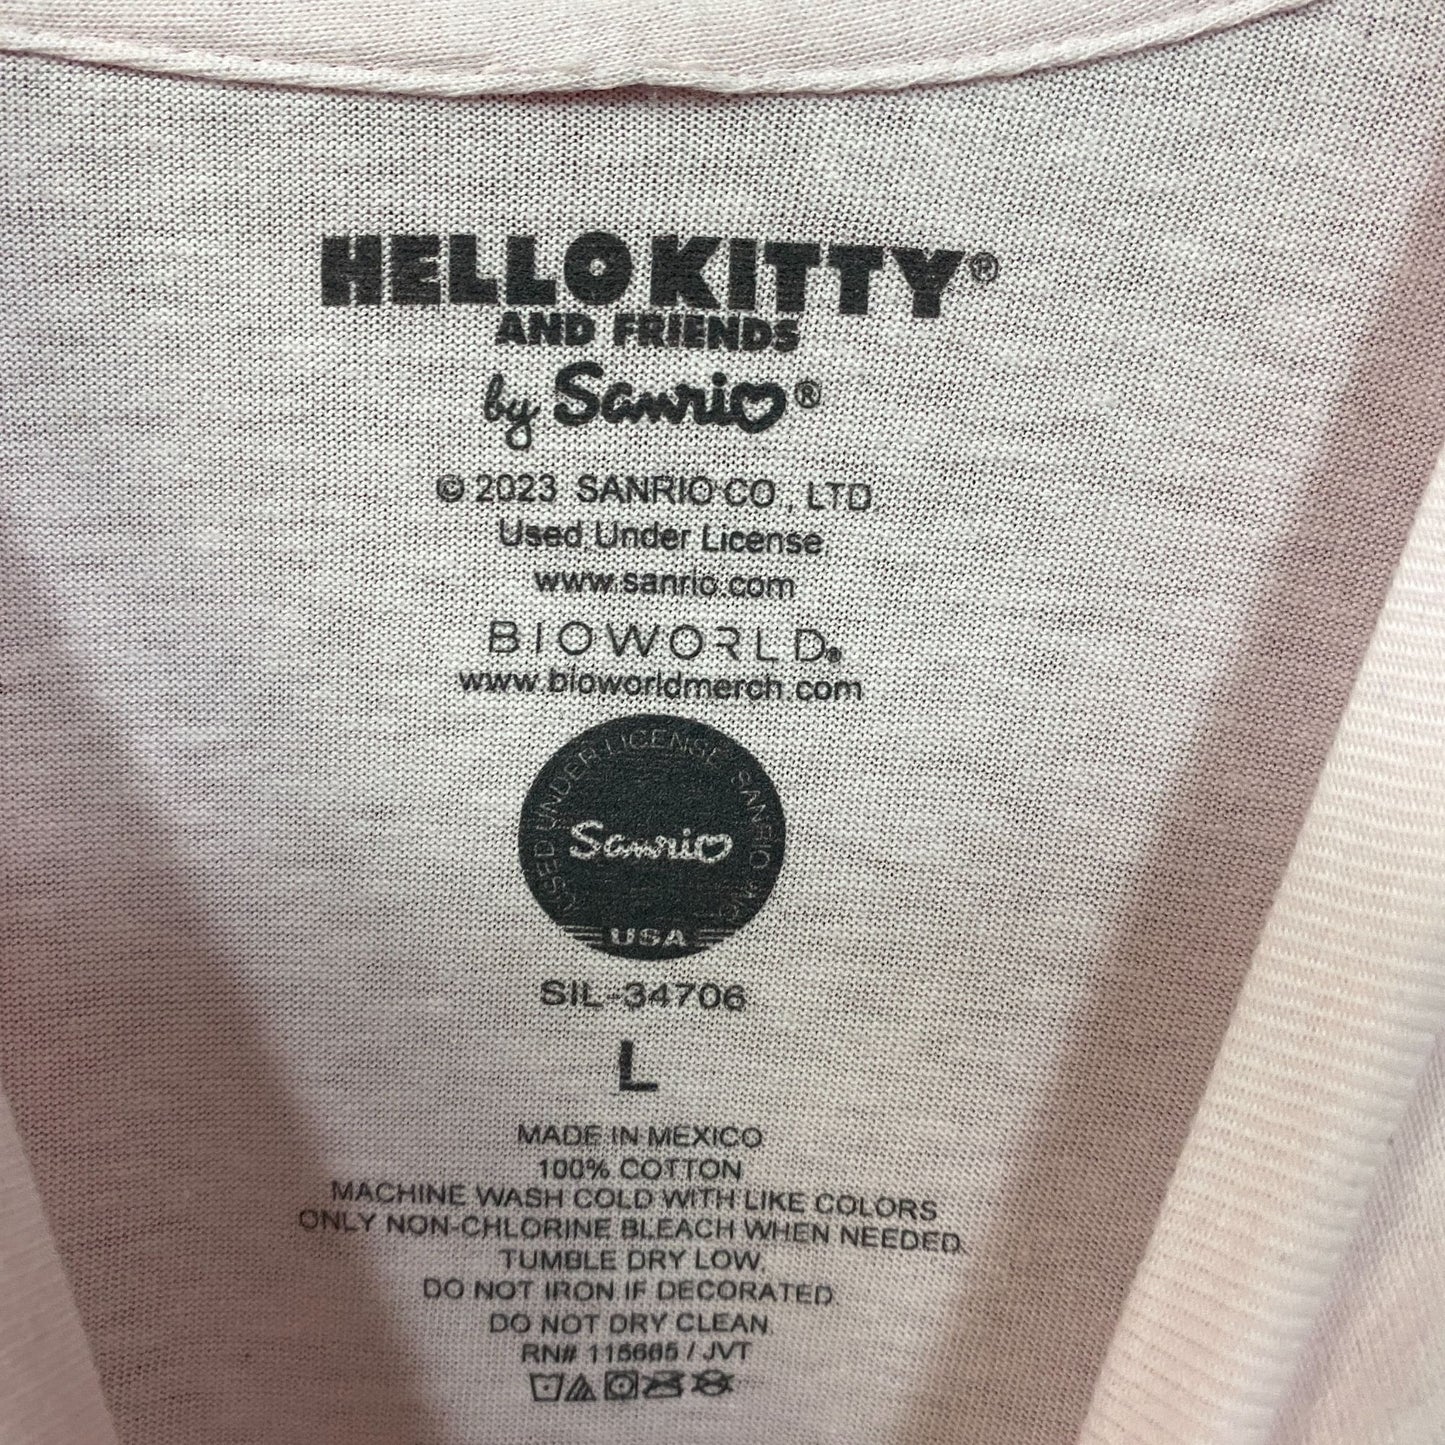 HELLO KITTY®
AND FRIENDS
by Sanrio®
© 2023 SANRIO CO., LTD
Used Under License
www.sanrio.com
BIOWORLD®
www.bioworldmerch.com
USED UNDER LICENSE SANRIO INC
Sanrio
USA
SIL-34706
L
MADE IN MEXICO
100% COTTON
MACHINE WASH COLD WITH LIKE COLORS
ONLY NON-CHLORINE BLEACH WHEN NEEDED.
TUMBLE DRY LOW.
DO NOT IRON IF DECORATED
DO NOT DRY CLEAN.
RN# 115665 / JVT